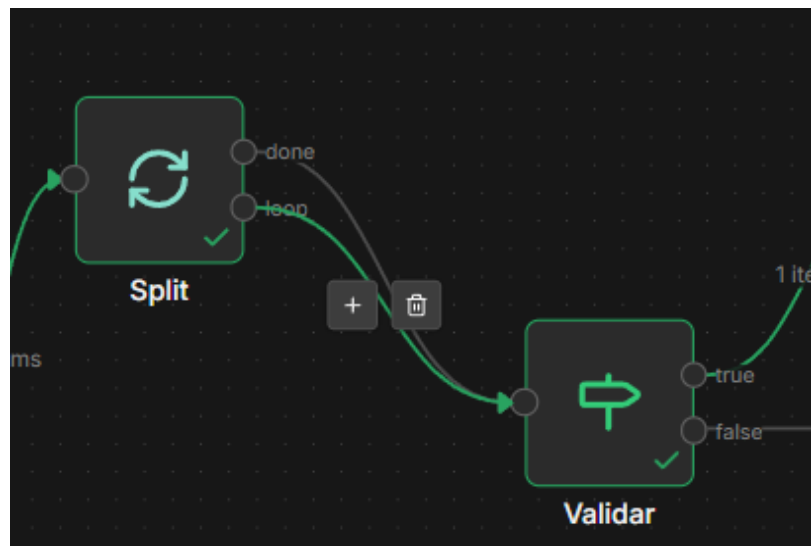 done
loop
Split
1 ite
ms
true
false
Validar